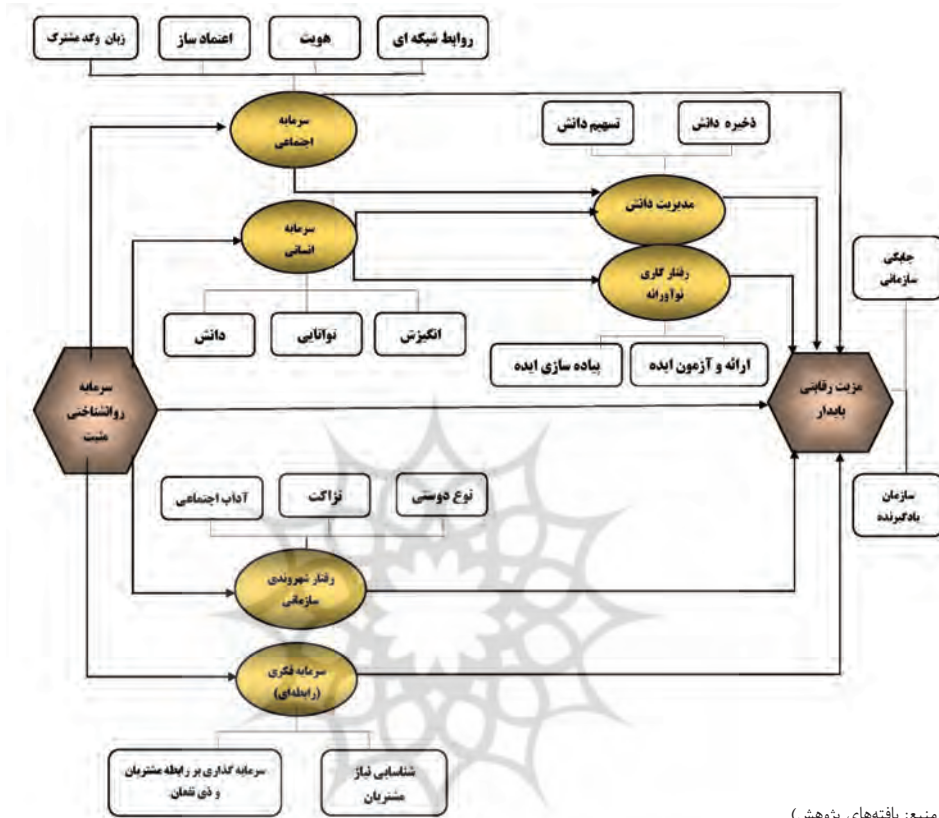 روابط شبکه ای
هویت
اعتماد ساز
زبان وکد مشترک
سرمایه
اجتماعی
ذخیره دانش
تسهیم دانش
مدیریت دانش
سرمایه
انسانی
رفتار کاری
نوآورانه
چابکی
سازمانی
انگیزش
توانایی
دانش
ارائه و آزمون ایده
پیاده سازی ایده
سرمایه
روانشناختی
مثبت
مزیت رقابتی
پایدار
نوع دوستی
نزاکت
آداب اجتماعی
سازمان
یادگیرنده
رفتار شهروندی
سازمانی
سرمایه فکری
(رابطه‌ای)
شناسایی نیاز
مشتریان
سرمایه گذاری بر رابطه مشتریان
و ذی نفعان
منبع: یافته‌های پژوهش)